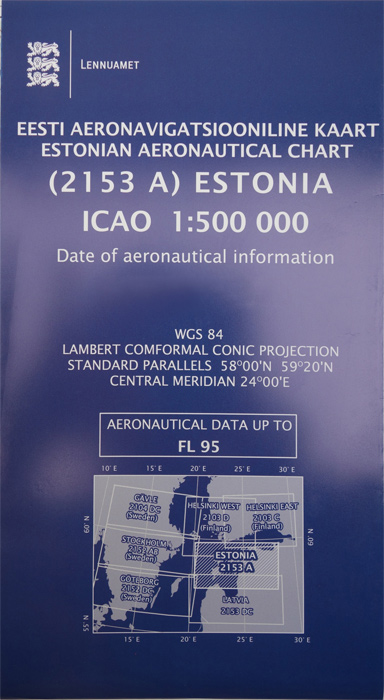 LENNUAMET
EESTI AERONAVIGATSIOONILINE KAART
ESTONIAN AERONAUTICAL CHART
(2153 A) ESTONIA
ICAO 1:500 000
Date of aeronautical information
WGS 84
LAMBERT COMFORMAL CONIC PROJECTION
STANDARD PARALLELS 58°00'N 59°20'N
CENTRAL MERIDIAN 24°00'E
AERONAUTICAL DATA UP TO
FL 95
10°E 15°E 20°E 25°E 30°E
GÄVLE
2104 DC
(Sweden)
HELSINKI WEST
2103 D
(Finland)
HELSINKI EAST
2103 C
(Finland)
60°N
60°N
STOCKHOLM
2152 AB
(Sweden)
ESTONIA
2153 A
GÖTEBORG
2152 DC
(Sweden)
LATVIA
2153 DC
55°N
15°E 20°E 25°E 30°E